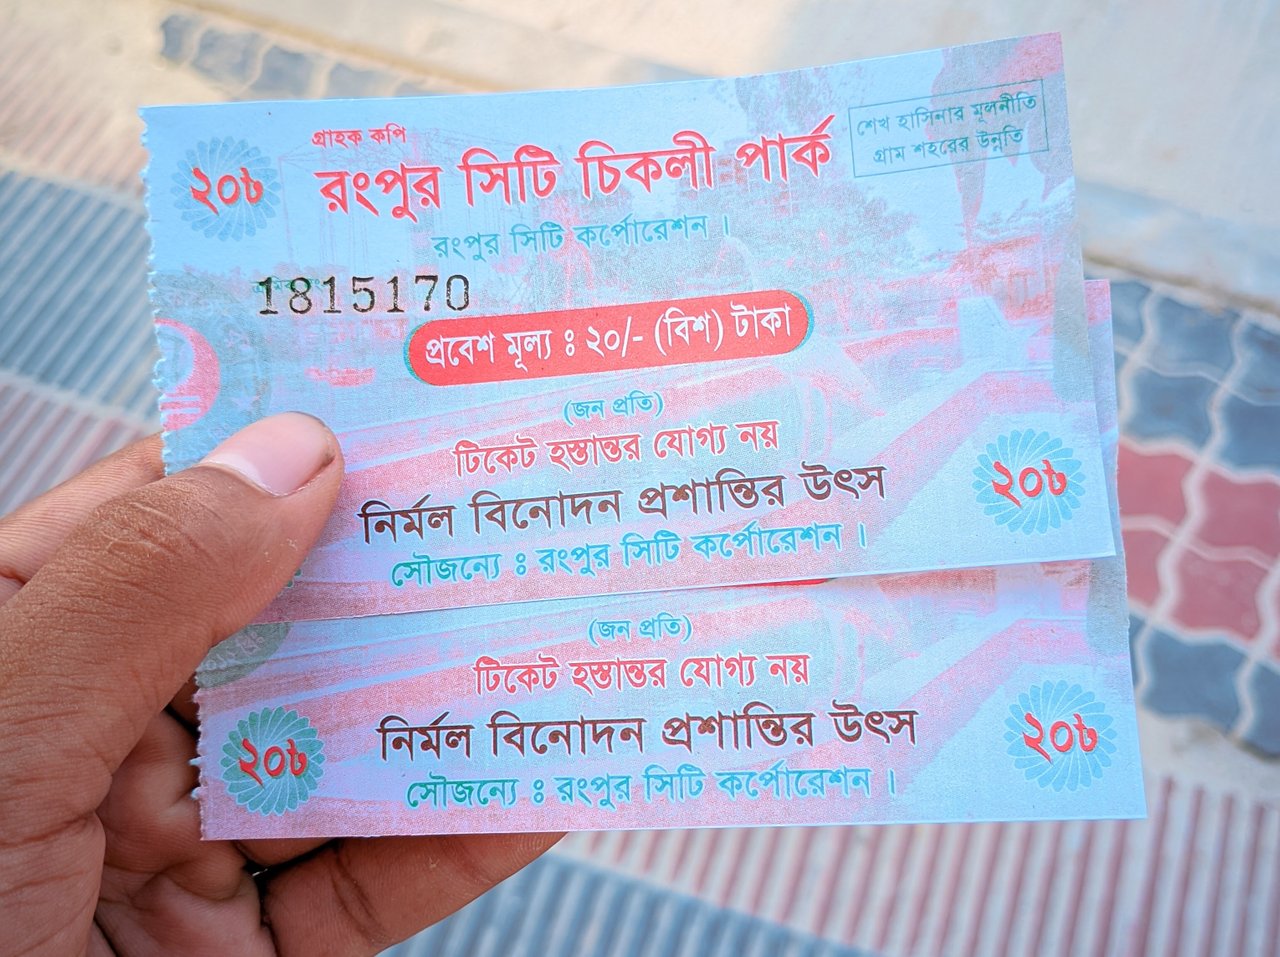 গ্রাহক কপি
২০৳
রংপুর সিটি চিকলী পার্ক
শেখ হাসিনার মূলনীতি
গ্রাম শহরের উন্নতি
রংপুর সিটি কর্পোরেশন।
1815170
প্রবেশ মূল্য ঃ ২০/- (বিশ) টাকা
(জন প্রতি)
টিকেট হস্তান্তর যোগ্য নয়
নির্মল বিনোদন প্রশান্তির উৎস
২০৳
সৌজন্যে ঃ রংপুর সিটি কর্পোরেশন।
(জন প্রতি)
টিকেট হস্তান্তর যোগ্য নয়
২০৳
নির্মল বিনোদন প্রশান্তির উৎস
২০৳
সৌজন্যে ঃ রংপুর সিটি কর্পোরেশন।